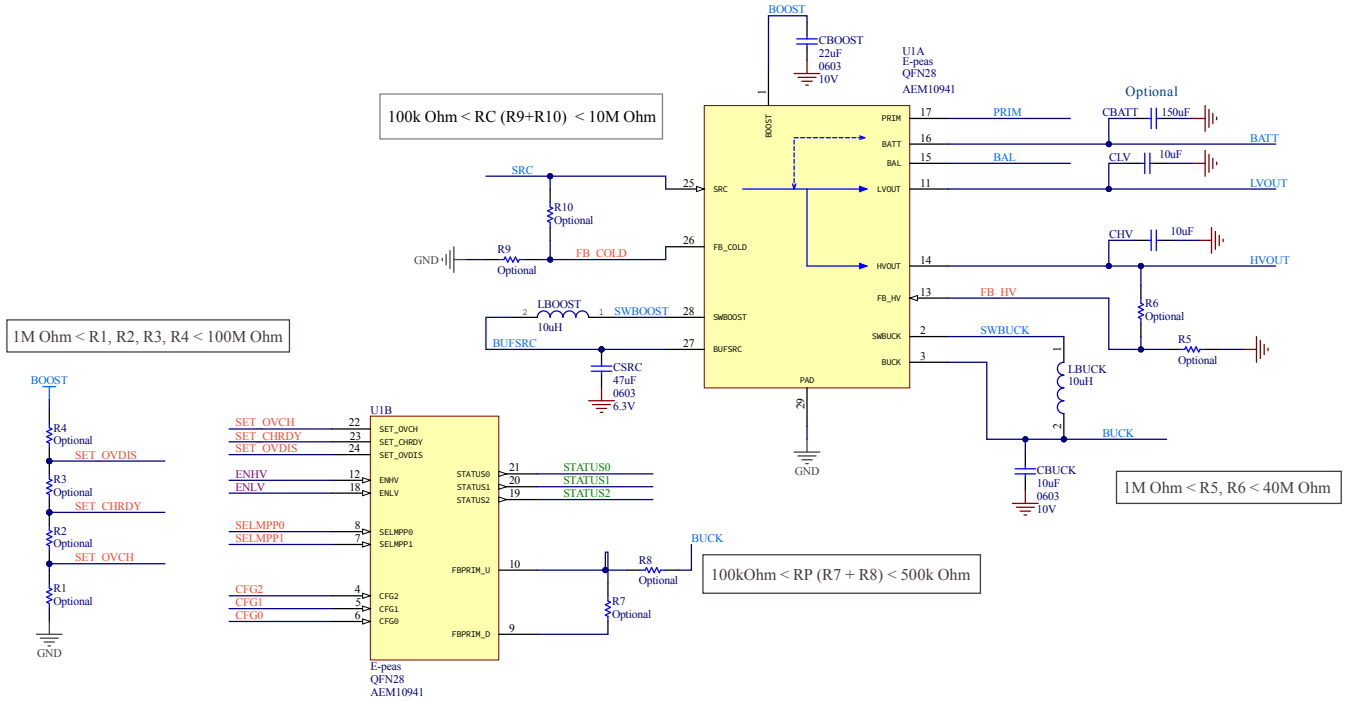 BOOST
CBOOST
22uF
0603
10V
U1A
E-peas
QFN28
AEM10941
1
BOOST
100k Ohm < RC (R9+R10) < 10M Ohm
Optional
17
PRIM
PRIM
CBATT
150uF
16
BATT
BATT
15
BAL
BAL
CLV
10uF
11
LVOUT
LVOUT
SRC
25
SRC
R10
Optional
26
FB_COLD
FB_COLD
R9
Optional
GND
CHV
10uF
14
HVOUT
HVOUT
13
FB_HV
FB_HV
R6
Optional
R5
Optional
LBOOST
2
1
10uH
SWBOOST
28
SWBOOST
BUFSRC
27
BUFSRC
CSRC
47uF
0603
6.3V
2
SWBUCK
SWBUCK
3
BUCK
1
LBUCK
10uH
2
BUCK
CBUCK
10uF
0603
10V
PAD
29
GND
1M Ohm < R5, R6 < 40M Ohm
1M Ohm < R1, R2, R3, R4 < 100M Ohm
BOOST
R4
Optional
SET_OVDIS
R3
Optional
SET_CHRDY
R2
Optional
SET_OVCH
R1
Optional
GND
U1B
SET_OVCH
22
SET_OVCH
SET_CHRDY
23
SET_CHRDY
SET_OVDIS
24
SET_OVDIS
ENHV
12
ENHV
ENLV
18
ENLV
SELMPP0
8
SELMPP0
SELMPP1
7
SELMPP1
CFG2
4
CFG2
CFG1
5
CFG1
CFG0
6
CFG0
STATUS0
21
STATUS0
STATUS1
20
STATUS1
STATUS2
19
STATUS2
FBPRIM_U
10
FBPRIM_D
9
R8
Optional
BUCK
R7
Optional
100kOhm < RP (R7 + R8) < 500k Ohm
E-peas
QFN28
AEM10941